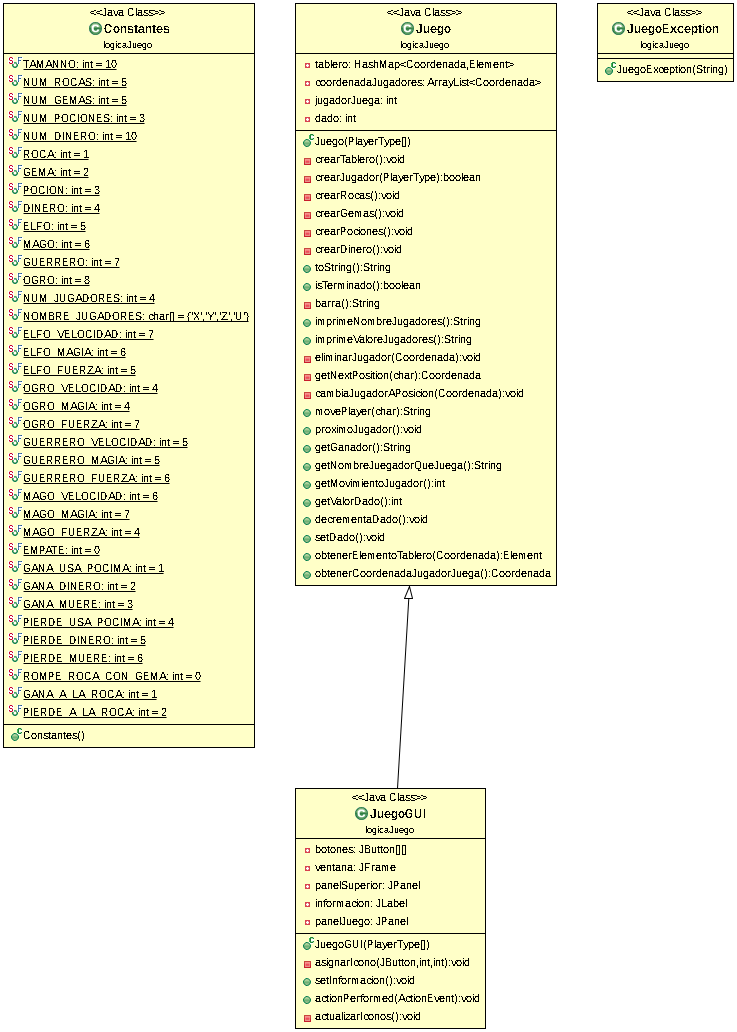 <<Java Class>>
Constantes
logicaJuego
TAMANNO: int = 10
NUM_ROCAS: int = 5
NUM_GEMAS: int = 5
NUM_POCIONES: int = 3
NUM_DINERO: int = 10
ROCA: int = 1
GEMA: int = 2
POCION: int = 3
DINERO: int = 4
ELFO: int = 5
MAGO: int = 6
GUERRERO: int = 7
OGRO: int = 8
NUM_JUGADORES: int = 4
NOMBRE_JUGADORES: char[] = {'X','Y','Z','U'}
ELFO_VELOCIDAD: int = 7
ELFO_MAGIA: int = 6
ELFO_FUERZA: int = 5
OGRO_VELOCIDAD: int = 4
OGRO_MAGIA: int = 4
OGRO_FUERZA: int = 7
GUERRERO_VELOCIDAD: int = 5
GUERRERO_MAGIA: int = 5
GUERRERO_FUERZA: int = 6
MAGO_VELOCIDAD: int = 6
MAGO_MAGIA: int = 7
MAGO_FUERZA: int = 4
EMPATE: int = 0
GANA_USA_POCIMA: int = 1
GANA_DINERO: int = 2
GANA_MUERE: int = 3
PIERDE_USA_POCIMA: int = 4
PIERDE_DINERO: int = 5
PIERDE_MUERE: int = 6
ROMPE_ROCA_CON_GEMA: int = 0
GANA_A_LA_ROCA: int = 1
PIERDE_A_LA_ROCA: int = 2
Constantes()
<<Java Class>>
Juego
logicaJuego
tablero: HashMap<Coordenada,Element>
coordenadaJugadores: ArrayList<Coordenada>
jugadorJuega: int
dado: int
Juego(PlayerType[])
crearTablero():void
crearJugador(PlayerType):boolean
crearRocas():void
crearGemas():void
crearPociones():void
crearDinero():void
toString():String
isTerminado():boolean
barra():String
imprimeNombreJugadores():String
imprimeValoreJugadores():String
eliminarJugador(Coordenada):void
getNextPosition(char):Coordenada
cambiaJugadorAPosicion(Coordenada):void
movePlayer(char):String
proximoJugador():void
getGanador():String
getNombreJuegadorQueJuega():String
getMovimientoJugador():int
getValorDado():int
decrementaDado():void
setDado():void
obtenerElementoTablero(Coordenada):Element
obtenerCoordenadaJugadorJuega():Coordenada
<<Java Class>>
JuegoException
logicaJuego
JuegoException(String)
<<Java Class>>
JuegoGUI
logicaJuego
botones: JButton[][]
ventana: JFrame
panelSuperior: JPanel
informacion: JLabel
panelJuego: JPanel
JuegoGUI(PlayerType[])
asignarIcono(JButton,int,int):void
setInformacion():void
actionPerformed(ActionEvent):void
actualizarIconos():void